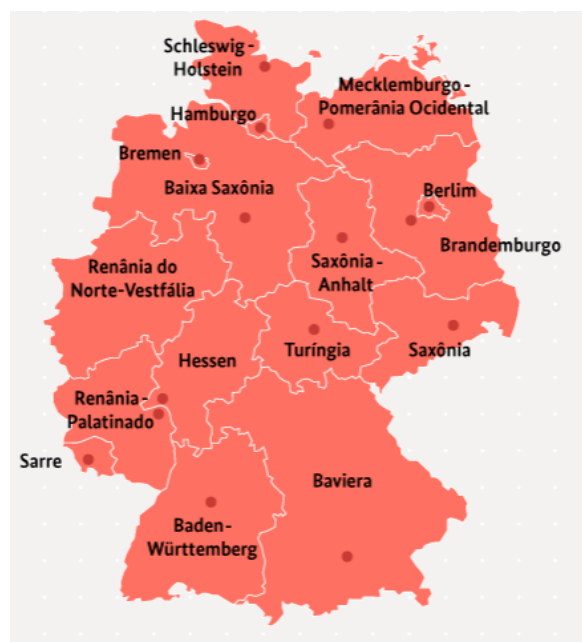 Schleswig -
Holstein
Mecklemburgo -
Pomerânia Ocidental
Hamburgo
Bremen
Baixa Saxônia
Berlim
Brandemburgo
Renânia do
Norte-Vestfália
Saxônia -
Anhalt
Hessen
Turíngia
Saxônia
Renânia -
Palatinado
Sarre
Baviera
Baden-
Württemberg